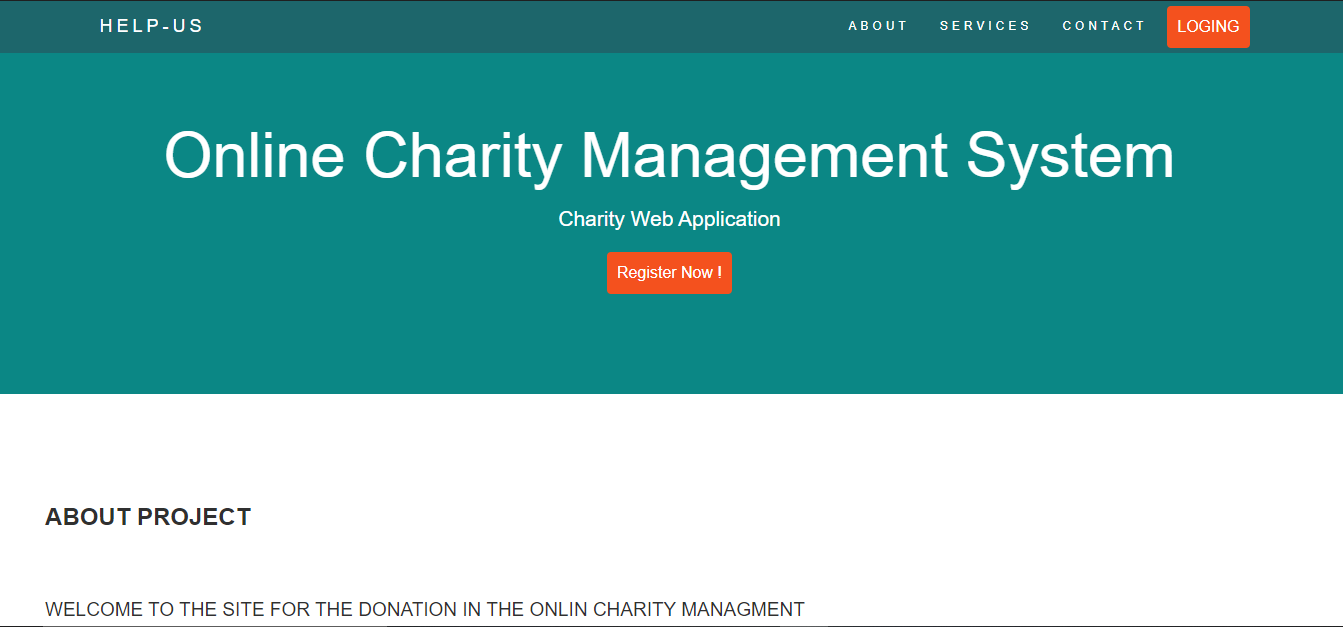 HELP-US ABOUT SERVICES CONTACT LOGING
Online Charity Management System
Charity Web Application
Register Now !
ABOUT PROJECT
WELCOME TO THE SITE FOR THE DONATION IN THE ONLIN CHARITY MANAGMENT